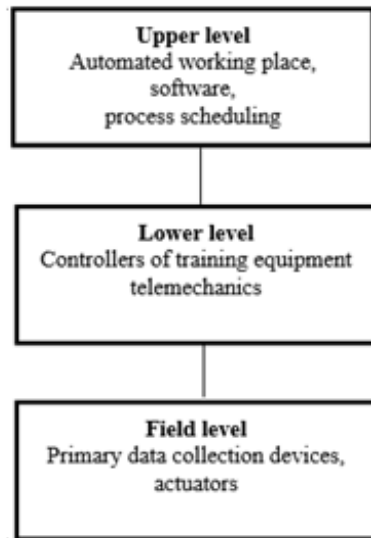 Upper level
Automated working place,
software,
process scheduling
Lower level
Controllers of training equipment
telemechanics
Field level
Primary data collection devices,
actuators